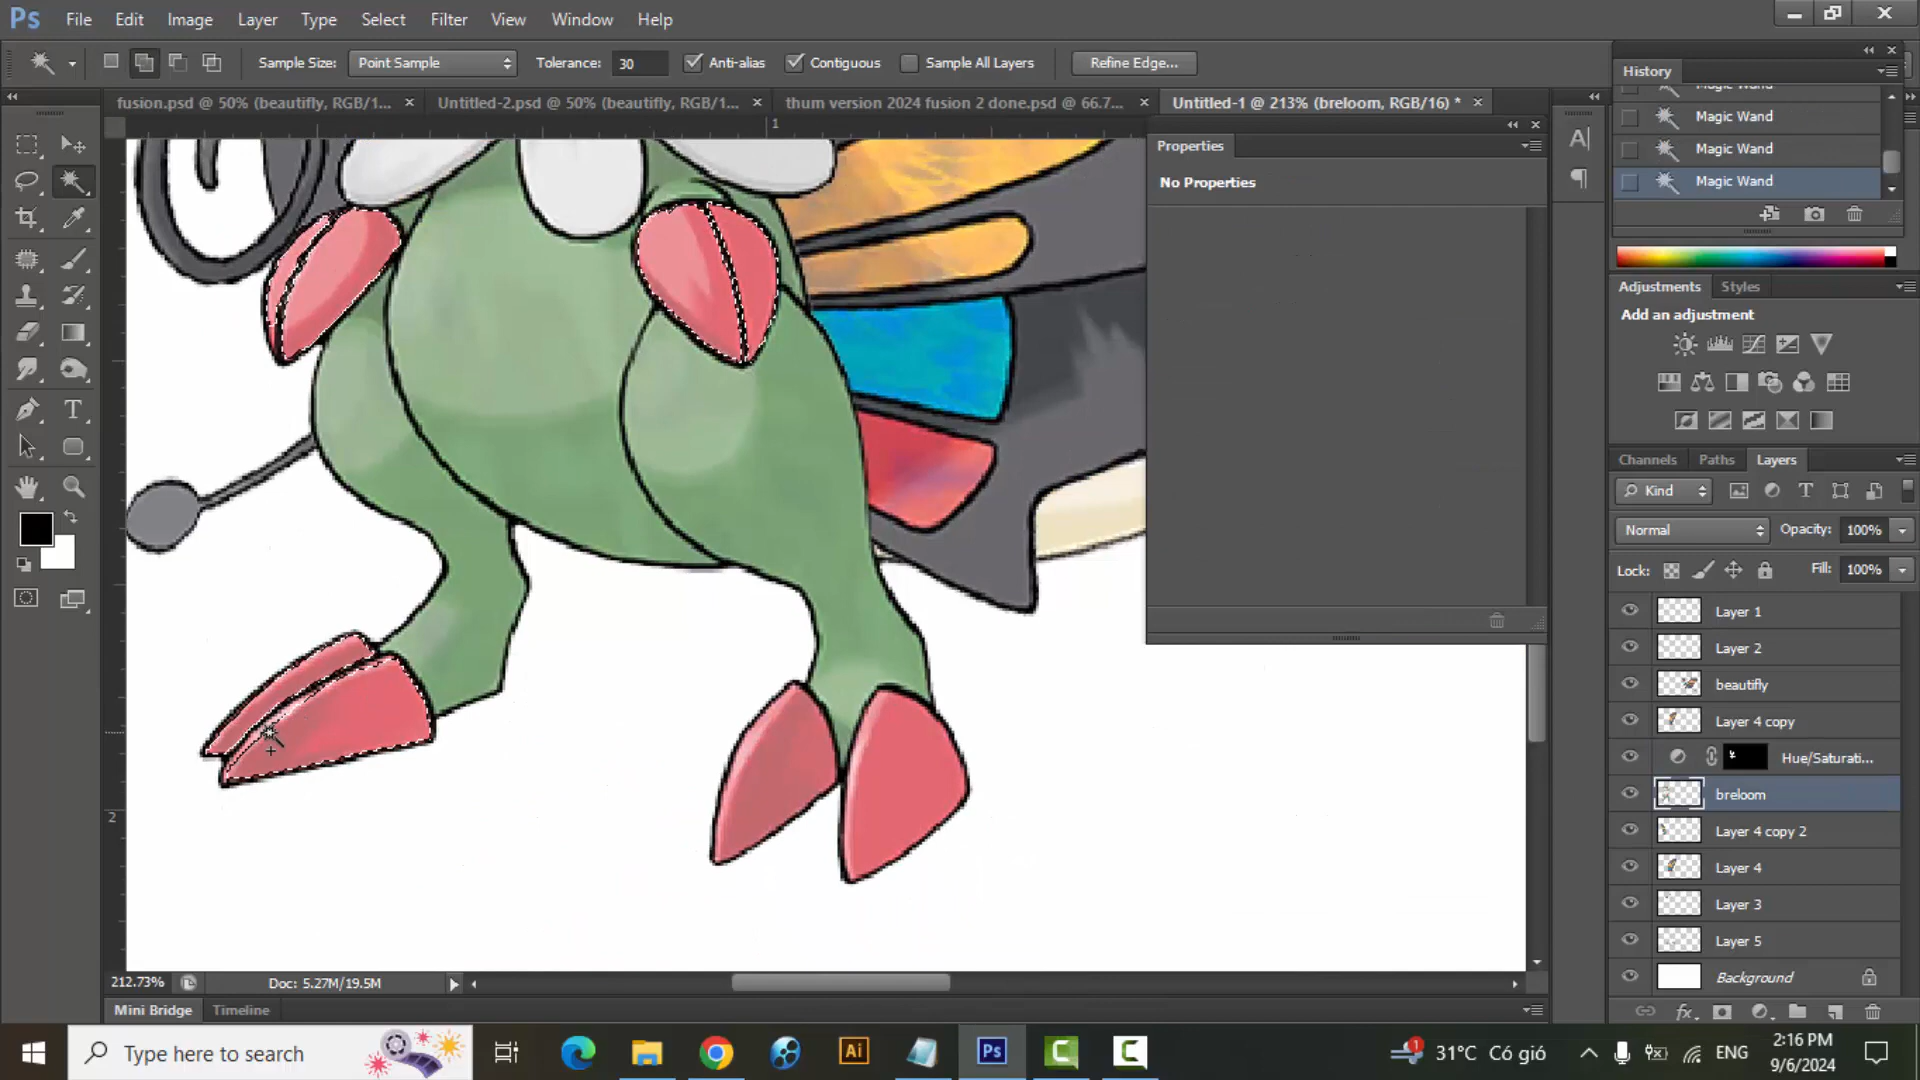 Ps File Edit Image Layer Type Select Filter View Window Help
Sample Size: Point Sample Tolerance: 30 Anti-alias Contiguous Sample All Layers Refine Edge...
fusion.psd @ 50% (beautifly, RGB/1... × Untitled-2.psd @ 50% (beautifly, RGB/1... × thum version 2024 fusion 2 done.psd @ 66.7... × Untitled-1 @ 213% (breloom, RGB/16) * ×
1
2
Properties
No Properties
History
Magic Wand
Magic Wand
Magic Wand
Magic Wand
Adjustments Styles
Add an adjustment
Channels Paths Layers
Kind
Normal Opacity: 100%
Lock: Fill: 100%
Layer 1
Layer 2
beautifly
Layer 4 copy
Hue/Saturati...
breloom
Layer 4 copy 2
Layer 4
Layer 3
Layer 5
Background
212.73% Doc: 5.27M/19.5M
Mini Bridge Timeline
Type here to search
Ai Ps
31°C Có gió ENG 2:16 PM
9/6/2024